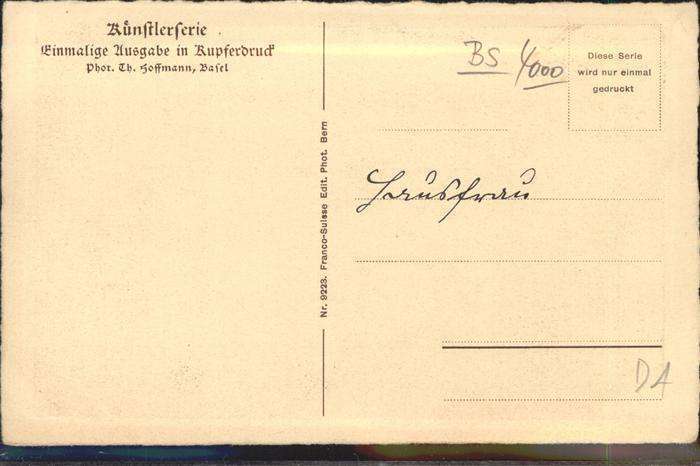 Künstlerserie
Einmalige Ausgabe in Kupferdruck
Phot. Th. Hoffmann, Basel
Nr. 9223. Franco-Suisse Edit. Phot. Bern
BS 4000
Diese Serie
wird nur einmal
gedruckt
Hausfrau
DA